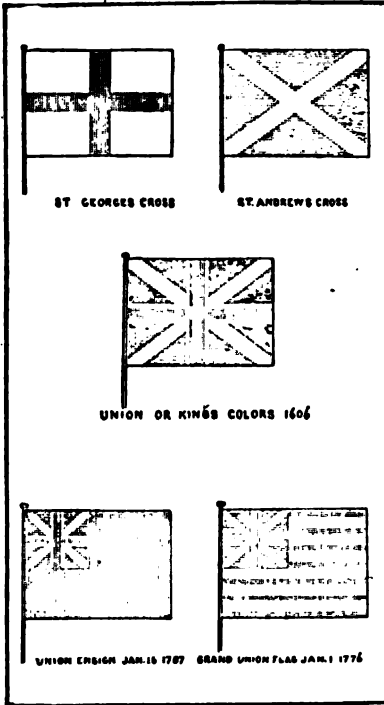 ST GEORGES CROSS
ST. ANDREWS CROSS
UNION OR KINGS COLORS 1606
UNION ENSIGN JAN. 16 1707
GRAND UNION FLAG JAN. 1 1776